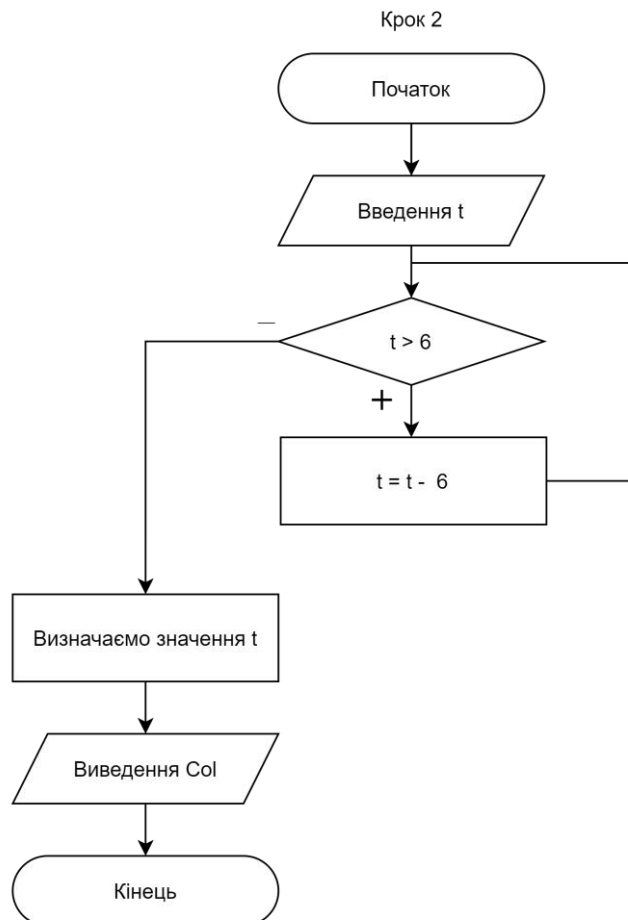 Крок 2
Початок
Введення t
t > 6
+
t = t - 6
Визначаємо значення t
Виведення Col
Кінець